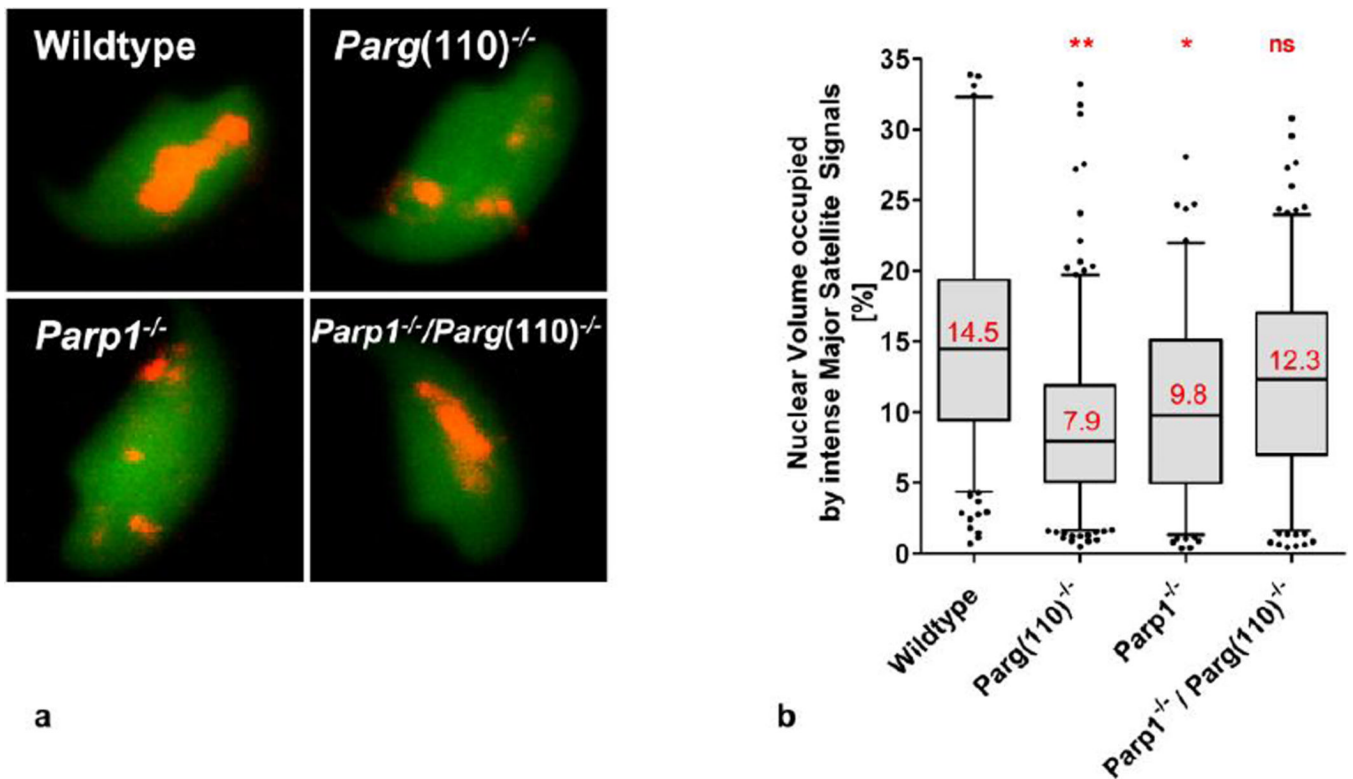 Wildtype
Parg(110)-/-
Parp1-/-
Parp1-/-/Parg(110)-/-
a
Nuclear Volume occupied
by intense Major Satellite Signals
[%]
35
30
25
20
15
10
5
0
**
*
ns
14.5
7.9
9.8
12.3
Wildtype
Parg(110)-/-
Parp1-/-
Parp1-/- / Parg(110)-/-
b